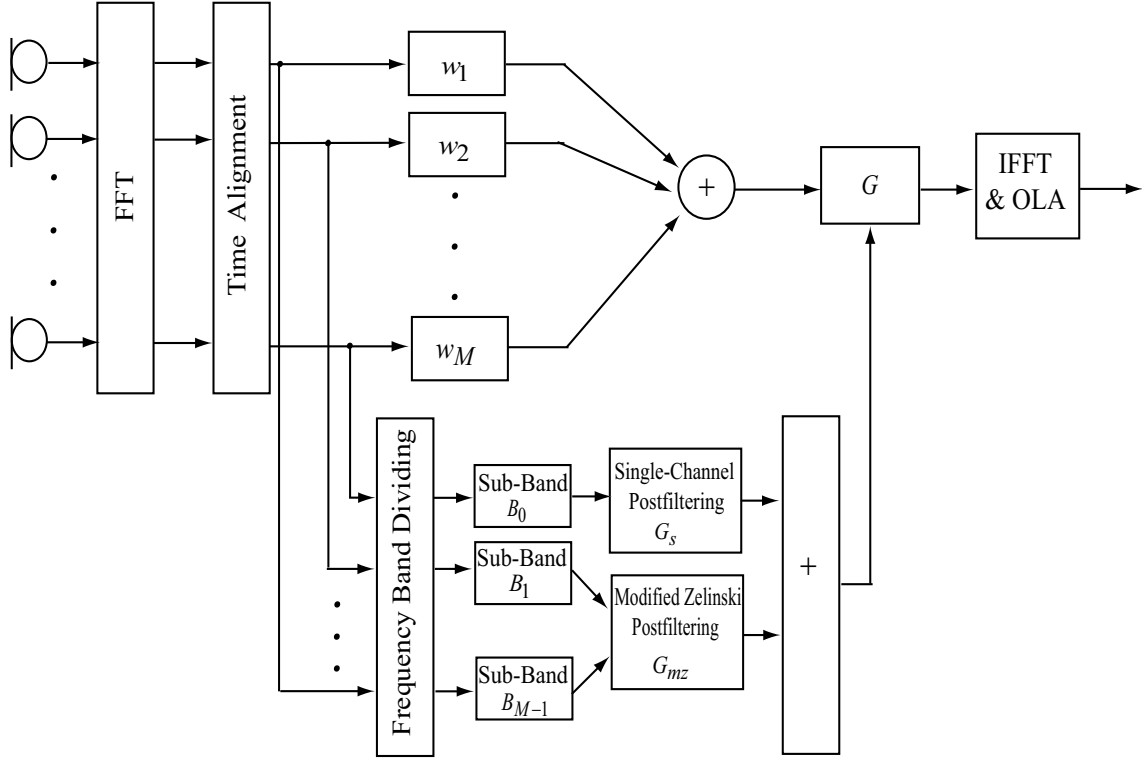 FFT
Time Alignment
w1
w2
wM
+
G
IFFT
& OLA
Frequency Band Dividing
Sub-Band
B0
Sub-Band
B1
Sub-Band
BM−1
Single-Channel
Postfiltering
Gs
Modified Zelinski
Postfiltering
Gmz
+